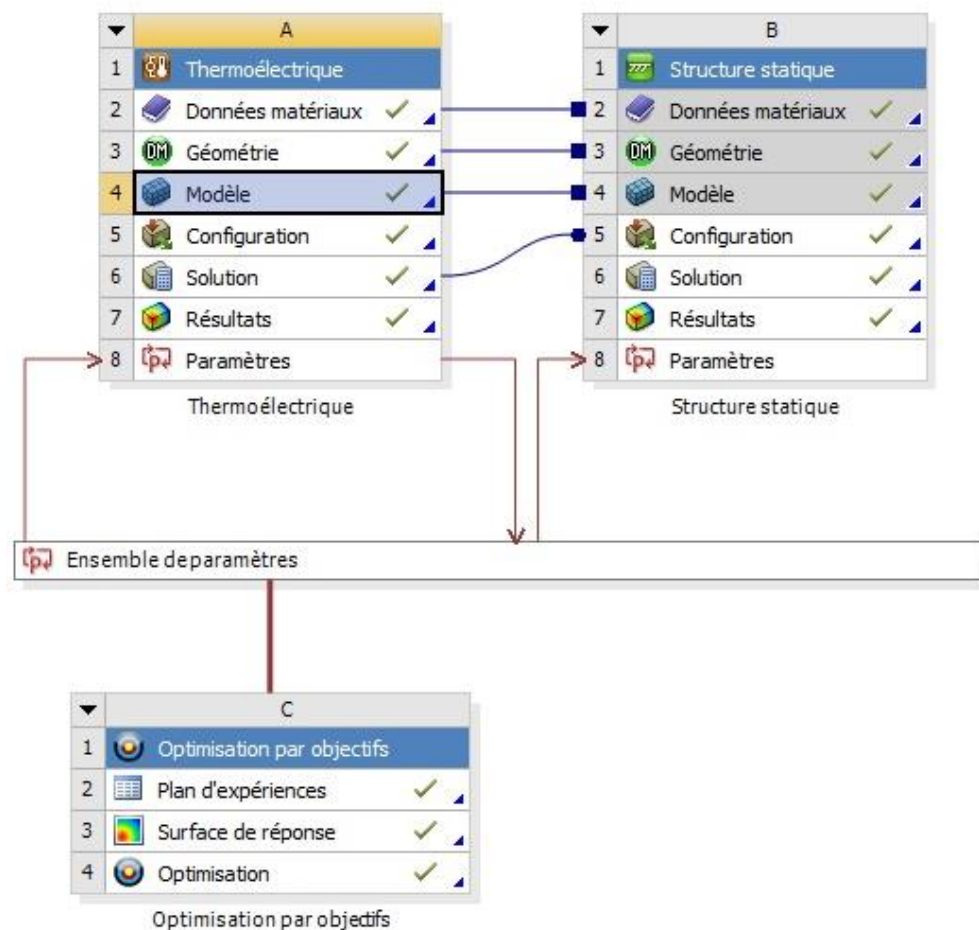 A
1 Thermoélectrique
2 Données matériaux
3 DM Géométrie
4 Modèle
5 Configuration
6 Solution
7 Résultats
8 Paramètres
Thermoélectrique
B
1 Structure statique
2 Données matériaux
3 DM Géométrie
4 Modèle
5 Configuration
6 Solution
7 Résultats
8 Paramètres
Structure statique
Ensemble de paramètres
C
1 Optimisation par objectifs
2 Plan d'expériences
3 Surface de réponse
4 Optimisation
Optimisation par objectifs